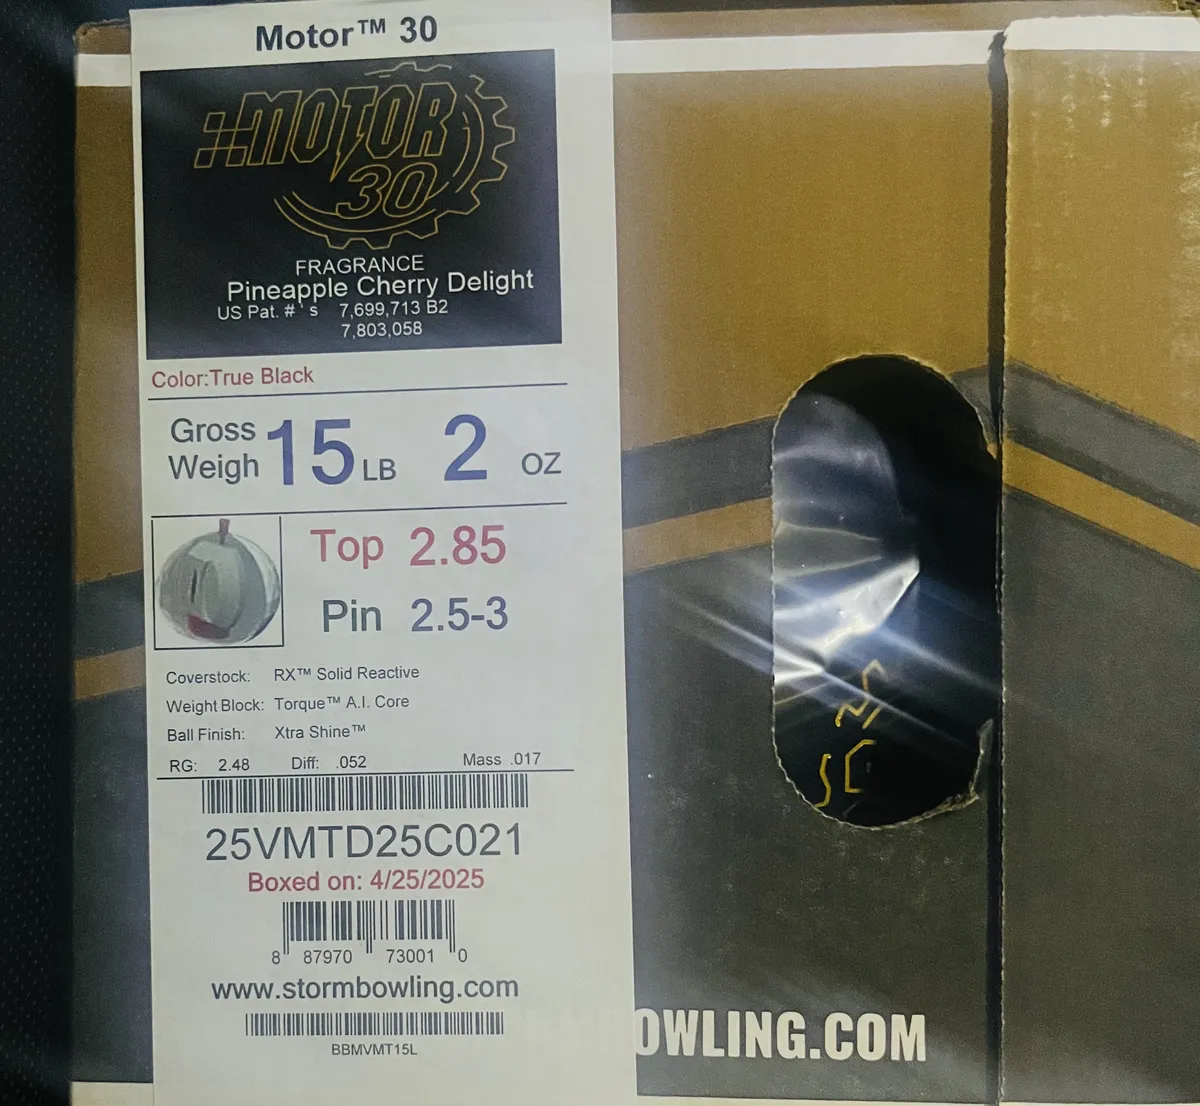 Motor™ 30
MOTOR
30
FRAGRANCE
Pineapple Cherry Delight
US Pat. #'s 7,699,713 B2
7,803,058
Color:True Black
Gross
Weigh 15 LB 2 OZ
Top 2.85
Pin 2.5-3
Coverstock: RX™ Solid Reactive
Weight Block: Torque™ A.I. Core
Ball Finish: Xtra Shine™
RG: 2.48 Diff: .052 Mass .017
25VMTD25C021
Boxed on: 4/25/2025
8 87970 73001 0
www.stormbowling.com
BBMVMT15L
OWLING.COM